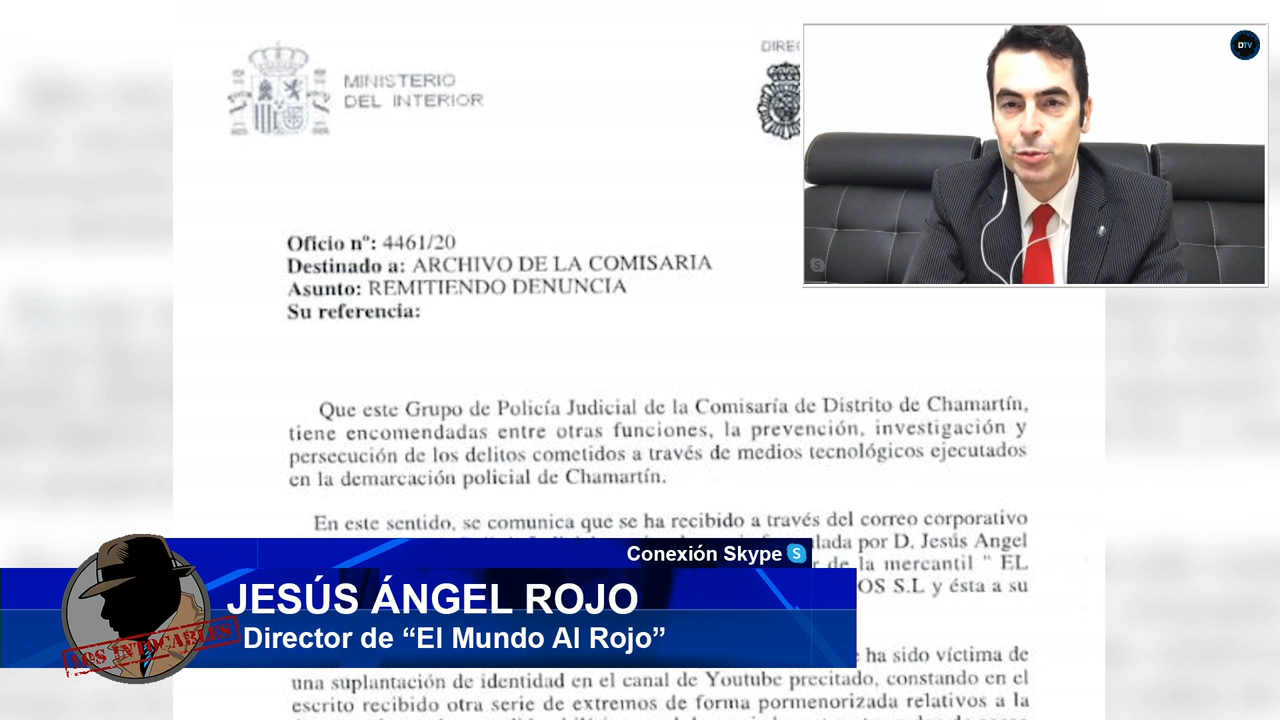 MINISTERIO
DEL INTERIOR
DIREC
DTV
Oficio nº: 4461/20
Destinado a: ARCHIVO DE LA COMISARIA
Asunto: REMITIENDO DENUNCIA
Su referencia:
Que este Grupo de Policía Judicial de la Comisaría de Distrito de Chamartín,
tiene encomendadas entre otras funciones, la prevención, investigación y
persecución de los delitos cometidos a través de medios tecnológicos ejecutados
en la demarcación policial de Chamartín.
En este sentido, se comunica que se ha recibido a través del correo corporativo
por D. Jesús Angel
de la mercantil " EL
OS S.L y ésta a su
ha sido víctima de
una suplantación de identidad en el canal de Youtube precitado, constando en el
escrito recibido otra serie de extremos de forma pormenorizada relativos a la
Conexión Skype
JESÚS ÁNGEL ROJO
Director de “El Mundo Al Rojo”
LOS INTOCABLES